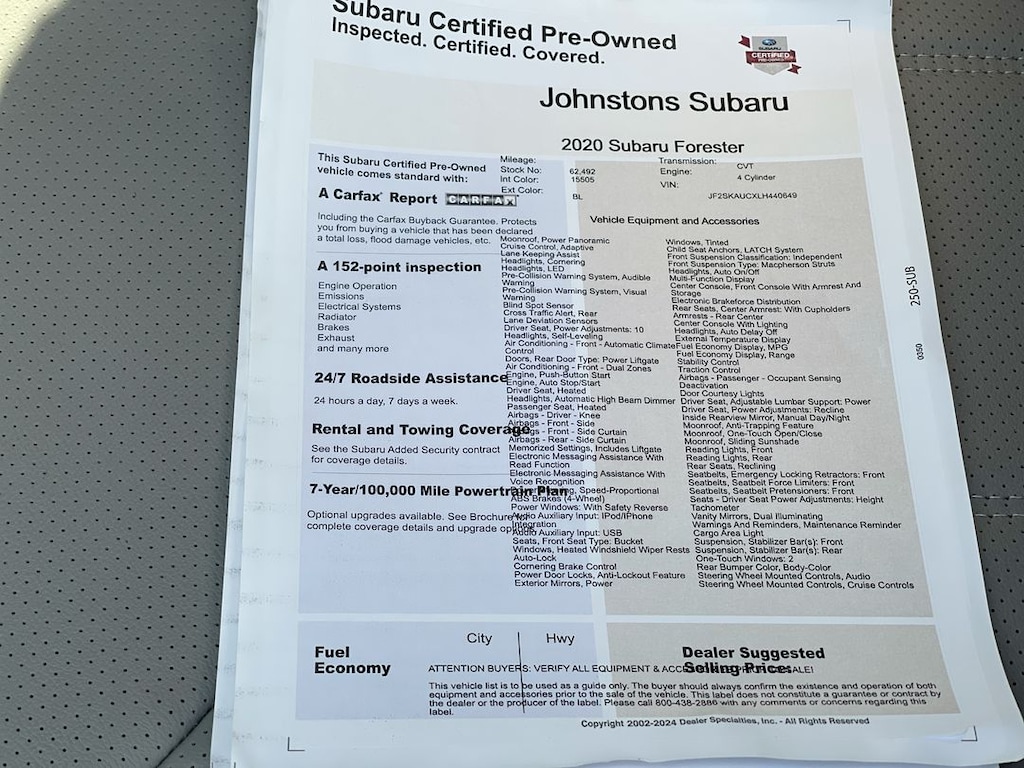 Subaru Certified Pre-Owned
Inspected. Certified. Covered.
SUBARU
CERTIFIED
PRE-OWNED
Johnstons Subaru
2020 Subaru Forester
This Subaru Certified Pre-Owned
vehicle comes standard with:
A Carfax® Report CARFAX
Including the Carfax Buyback Guarantee. Protects
you from buying a vehicle that has been declared
a total loss, flood damage vehicles, etc.
A 152-point inspection
Engine Operation
Emissions
Electrical Systems
Radiator
Brakes
Exhaust
and many more
24/7 Roadside Assistance
24 hours a day, 7 days a week.
Rental and Towing Coverage
See the Subaru Added Security contract
for coverage details.
7-Year/100,000 Mile Powertrain Plan
Optional upgrades available. See Brochure for
complete coverage details and upgrade options.
Mileage:
Stock No: 62,492
Int Color: 15505
Ext Color:
BL
Transmission: CVT
Engine: 4 Cylinder
VIN: JF2SKAUCXLH440849
Vehicle Equipment and Accessories
Moonroof, Power Panoramic
Cruise Control, Adaptive
Lane Keeping Assist
Headlights, Cornering
Headlights, LED
Pre-Collision Warning System, Audible
Warning
Pre-Collision Warning System, Visual
Warning
Blind Spot Sensor
Cross Traffic Alert, Rear
Lane Deviation Sensors
Driver Seat, Power Adjustments: 10
Headlights, Self-Leveling
Air Conditioning - Front - Automatic Climate
Control
Doors, Rear Door Type: Power Liftgate
Air Conditioning - Front - Dual Zones
Engine, Push-Button Start
Engine, Auto Stop/Start
Driver Seat, Heated
Headlights, Automatic High Beam Dimmer
Passenger Seat, Heated
Airbags - Driver - Knee
Airbags - Front - Side
Airbags - Front - Side Curtain
Airbags - Rear - Side Curtain
Memorized Settings, Includes Liftgate
Electronic Messaging Assistance With
Read Function
Electronic Messaging Assistance With
Voice Recognition
Speed-Proportional
ABS Brakes (4-Wheel)
Power Windows: With Safety Reverse
Audio Auxiliary Input: IPod/IPhone
Integration
Audio Auxiliary Input: USB
Seats, Front Seat Type: Bucket
Windows, Heated Windshield Wiper Rests
Auto-Lock
Cornering Brake Control
Power Door Locks, Anti-Lockout Feature
Exterior Mirrors, Power
Windows, Tinted
Child Seat Anchors, LATCH System
Front Suspension Classification: Independent
Front Suspension Type: Macpherson Struts
Headlights, Auto On/Off
Multi-Function Display
Center Console, Front Console With Armrest And
Storage
Electronic Brakeforce Distribution
Rear Seats, Center Armrest: With Cupholders
Armrests - Rear Center
Center Console With Lighting
Headlights, Auto Delay Off
External Temperature Display
Fuel Economy Display, MPG
Fuel Economy Display, Range
Stability Control
Traction Control
Airbags - Passenger - Occupant Sensing
Deactivation
Door Courtesy Lights
Driver Seat, Adjustable Lumbar Support: Power
Driver Seat, Power Adjustments: Recline
Inside Rearview Mirror, Manual Day/Night
Moonroof, Anti-Trapping Feature
Moonroof, One-Touch Open/Close
Moonroof, Sliding Sunshade
Reading Lights, Front
Reading Lights, Rear
Rear Seats, Reclining
Seatbelts, Emergency Locking Retractors: Front
Seatbelts, Seatbelt Force Limiters: Front
Seatbelts, Seatbelt Pretensioners: Front
Seats - Driver Seat Power Adjustments: Height
Tachometer
Vanity Mirrors, Dual Illuminating
Warnings And Reminders, Maintenance Reminder
Cargo Area Light
Suspension, Stabilizer Bar(s): Front
Suspension, Stabilizer Bar(s): Rear
One-Touch Windows: 2
Rear Bumper Color, Body-Color
Steering Wheel Mounted Controls, Audio
Steering Wheel Mounted Controls, Cruise Controls
250-SUB
0350
Fuel
Economy
City Hwy
Dealer Suggested
Selling Price:
ATTENTION BUYERS: VERIFY ALL EQUIPMENT & SALE!
This vehicle list is to be used as a guide only. The buyer should always confirm the existence and operation of both
equipment and accessories prior to the sale of the vehicle. This label does not constitute a guarantee or contract by
the dealer or the producer of the label. Please call 800-438-2886 with any comments or concerns regarding this
label.
Copyright 2002-2024 Dealer Specialties, Inc. - All Rights Reserved